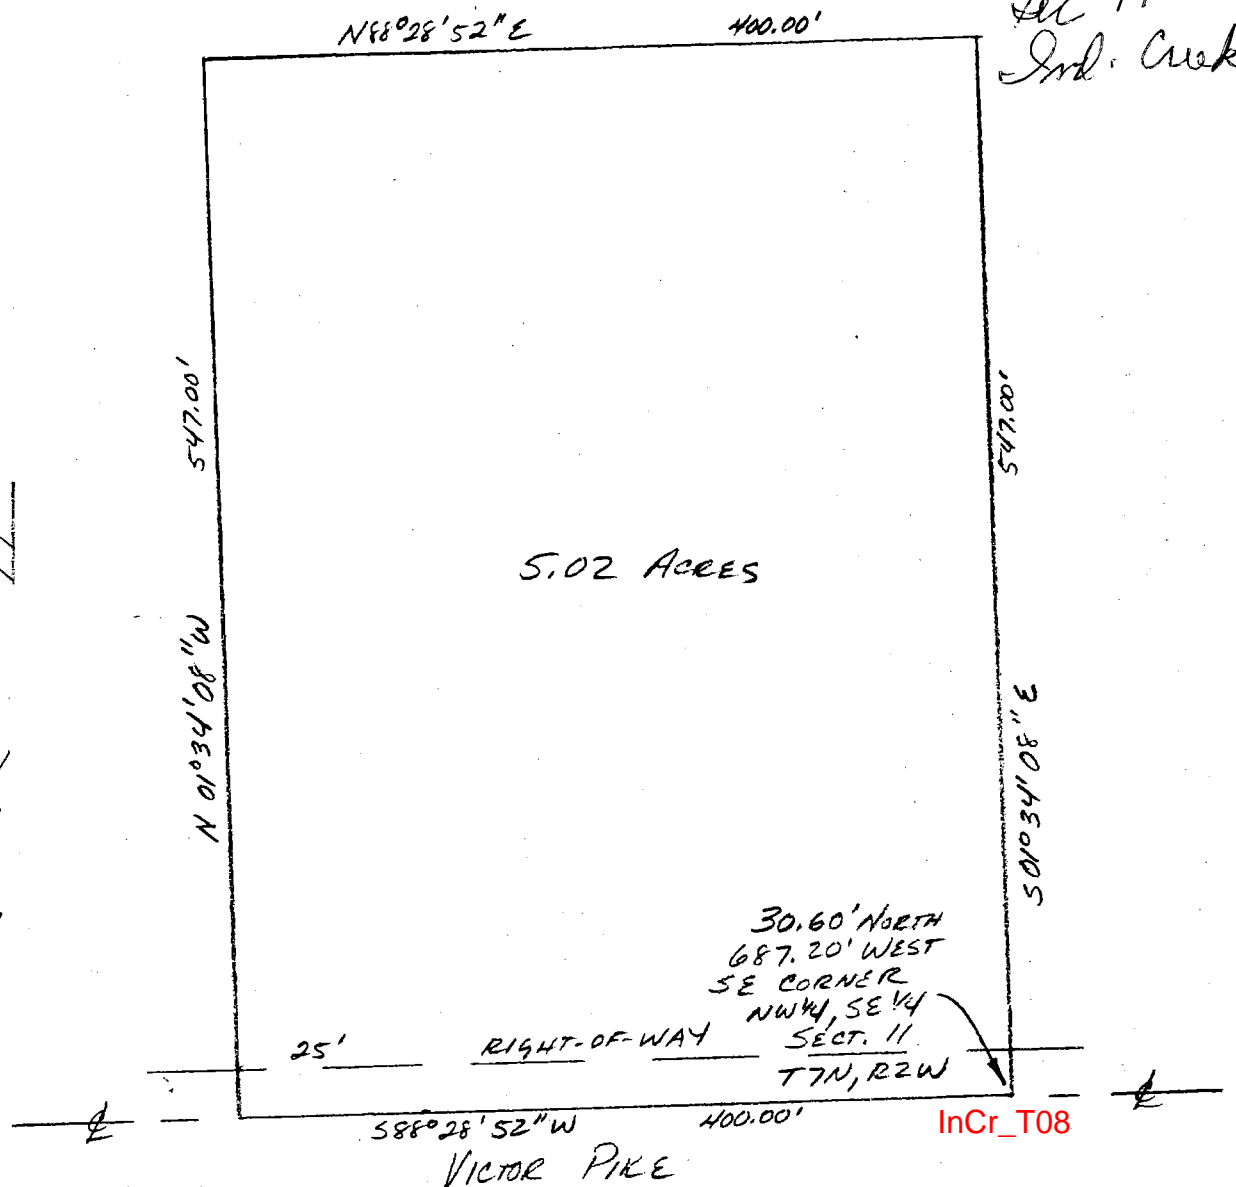 N88°28'52"E 400.00'
Ind. Creek
547.00'
547.00'
5.02 ACRES
N 01°34'08"W
S01°34'08"E
30.60' NORTH
687.20' WEST
SE CORNER
NW¼, SE ¼
SECT. 11
T7N, R2W
25' RIGHT-OF-WAY
℄ ℄
S88°28'52"W 400.00'
InCr_T08
VICTOR PIKE